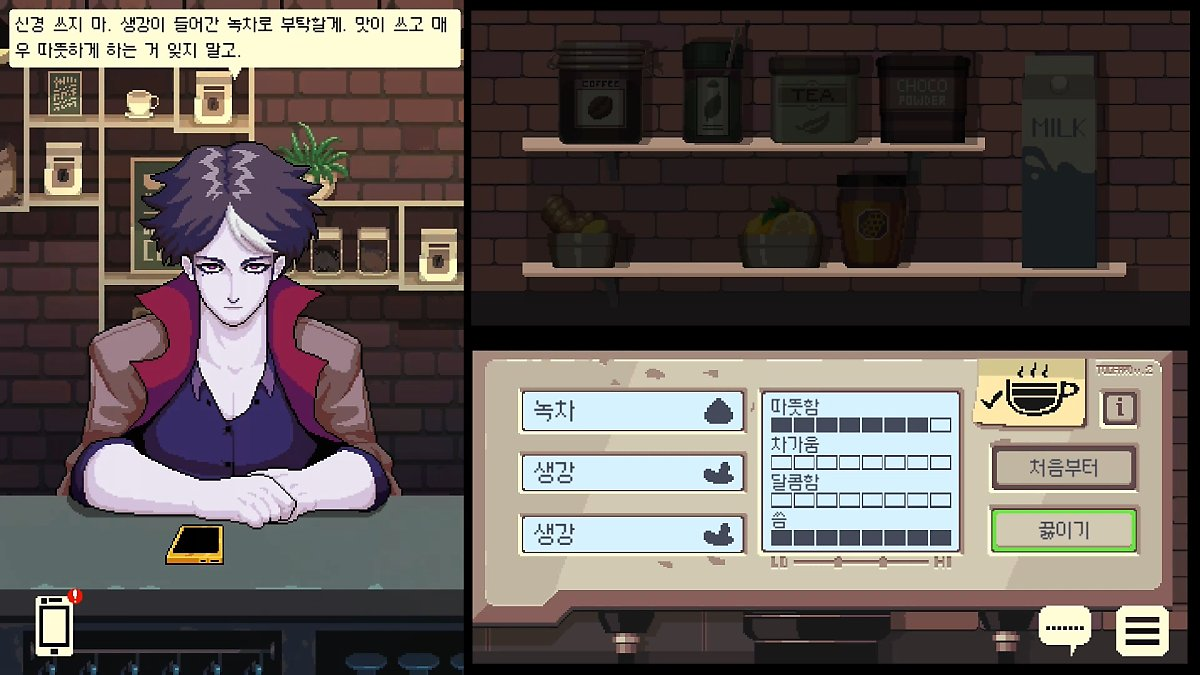 신경 쓰지 마. 생강이 들어간 녹차로 부탁할게. 맛이 쓰고 매
우 따뜻하게 하는 거 잊지 말고.
COFFEE
TEA
CHOCO
POWDER
MILK
녹차
생강
생강
따뜻함
차가움
달콤함
씀
LO
HI
처음부터
끓이기